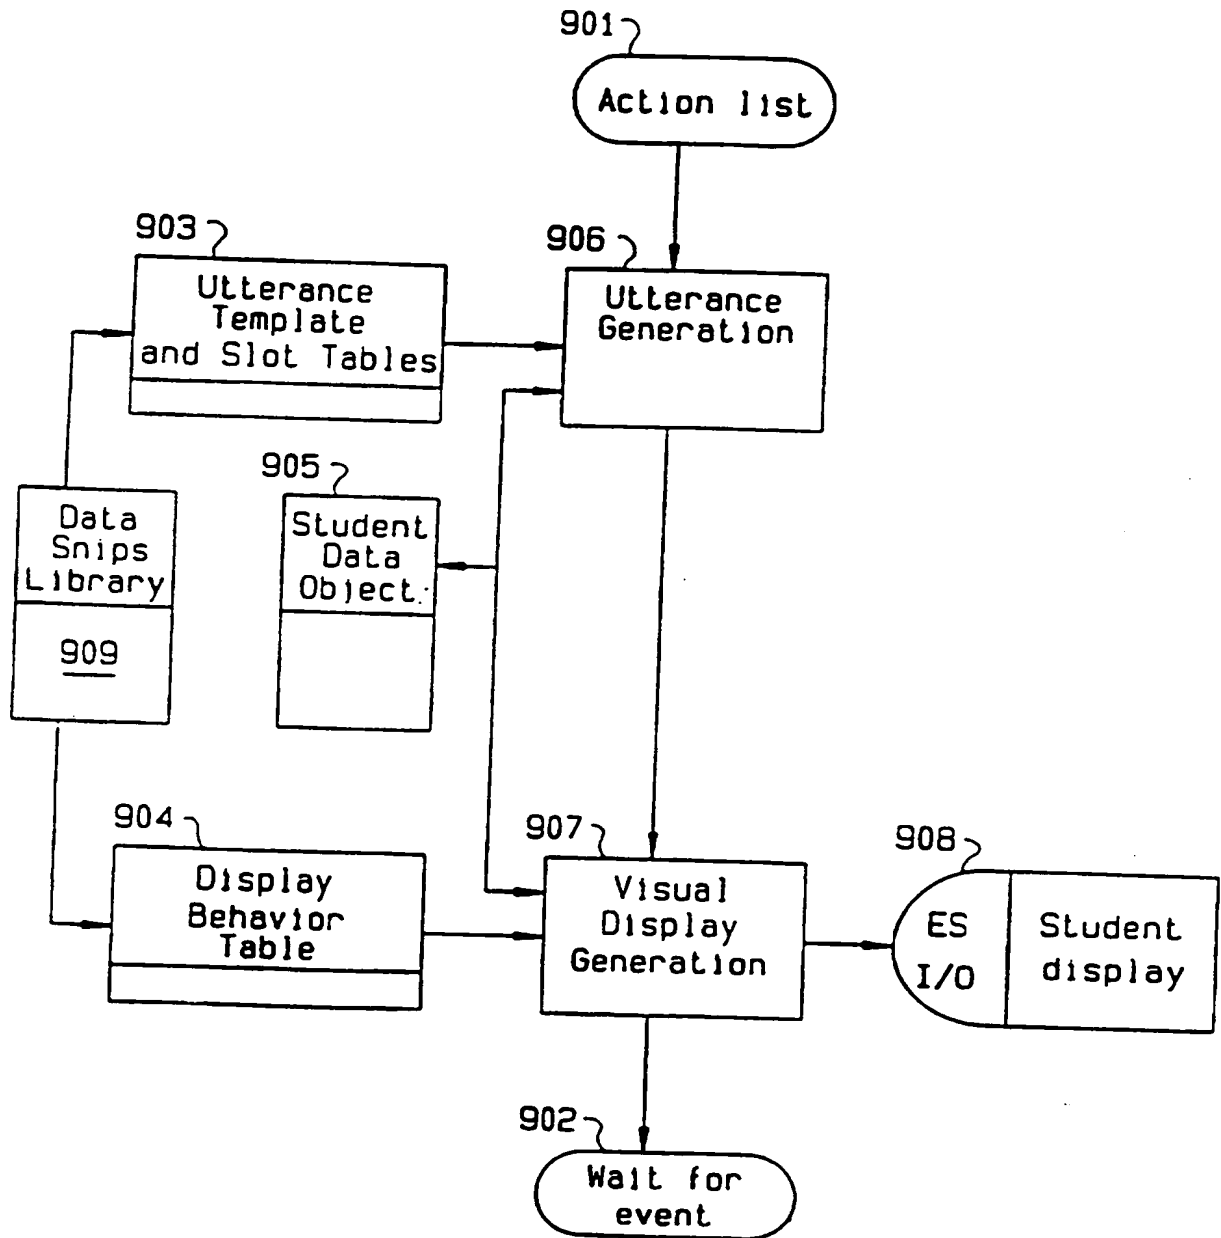 901
Action list
903
Utterance
Template
and Slot Tables
906
Utterance
Generation
905
Student
Data
Object
Data
Snips
Library
909
904
Display
Behavior
Table
907
Visual
Display
Generation
908
ES
I/O
Student
display
902
Wait for
event